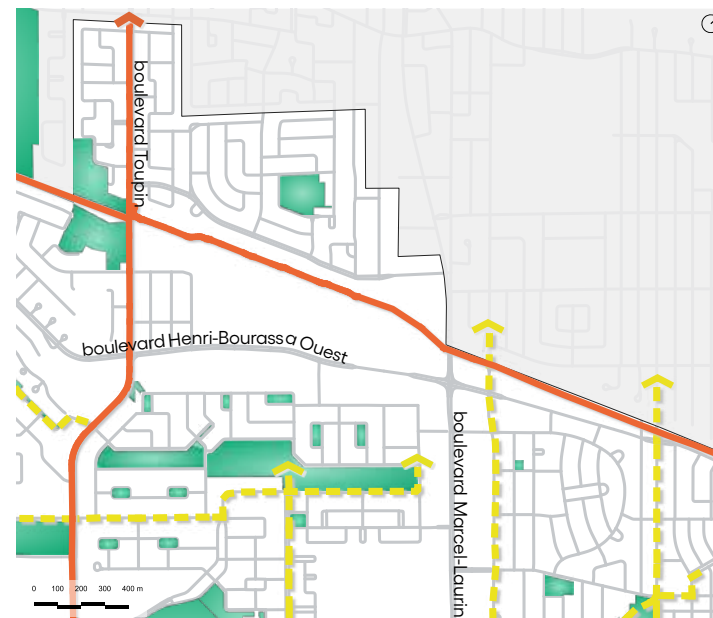 boulevard Toupin
boulevard Henri-Bourassa Ouest
boulevard Marcel-Laurin
0 100 200 300 400 m